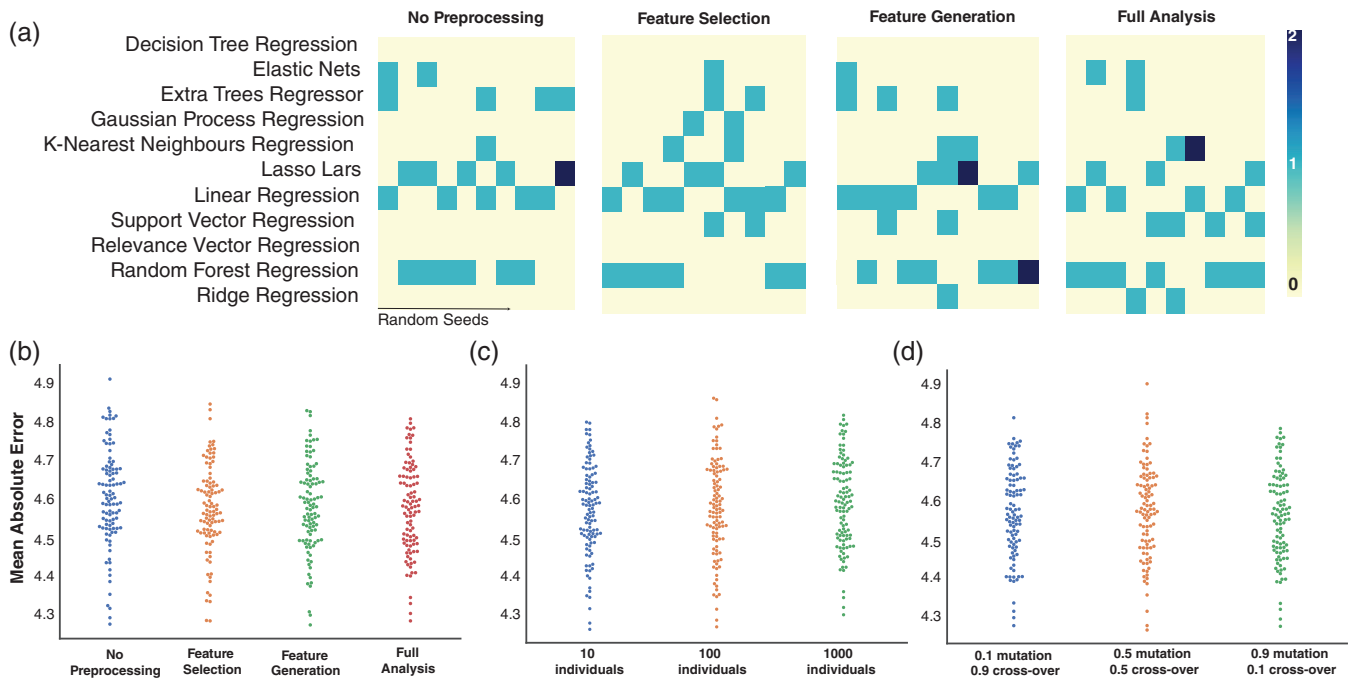 (a)
No Preprocessing
Feature Selection
Feature Generation
Full Analysis
Decision Tree Regression
Elastic Nets
Extra Trees Regressor
Gaussian Process Regression
K-Nearest Neighbours Regression
Lasso Lars
Linear Regression
Support Vector Regression
Relevance Vector Regression
Random Forest Regression
Ridge Regression
Random Seeds
2
1
0
(b)
Mean Absolute Error
4.9
4.8
4.7
4.6
4.5
4.4
4.3
No
Preprocessing
Feature
Selection
Feature
Generation
Full
Analysis
(c)
4.9
4.8
4.7
4.6
4.5
4.4
4.3
10
individuals
100
individuals
1000
individuals
(d)
4.9
4.8
4.7
4.6
4.5
4.4
4.3
0.1 mutation
0.9 cross-over
0.5 mutation
0.5 cross-over
0.9 mutation
0.1 cross-over